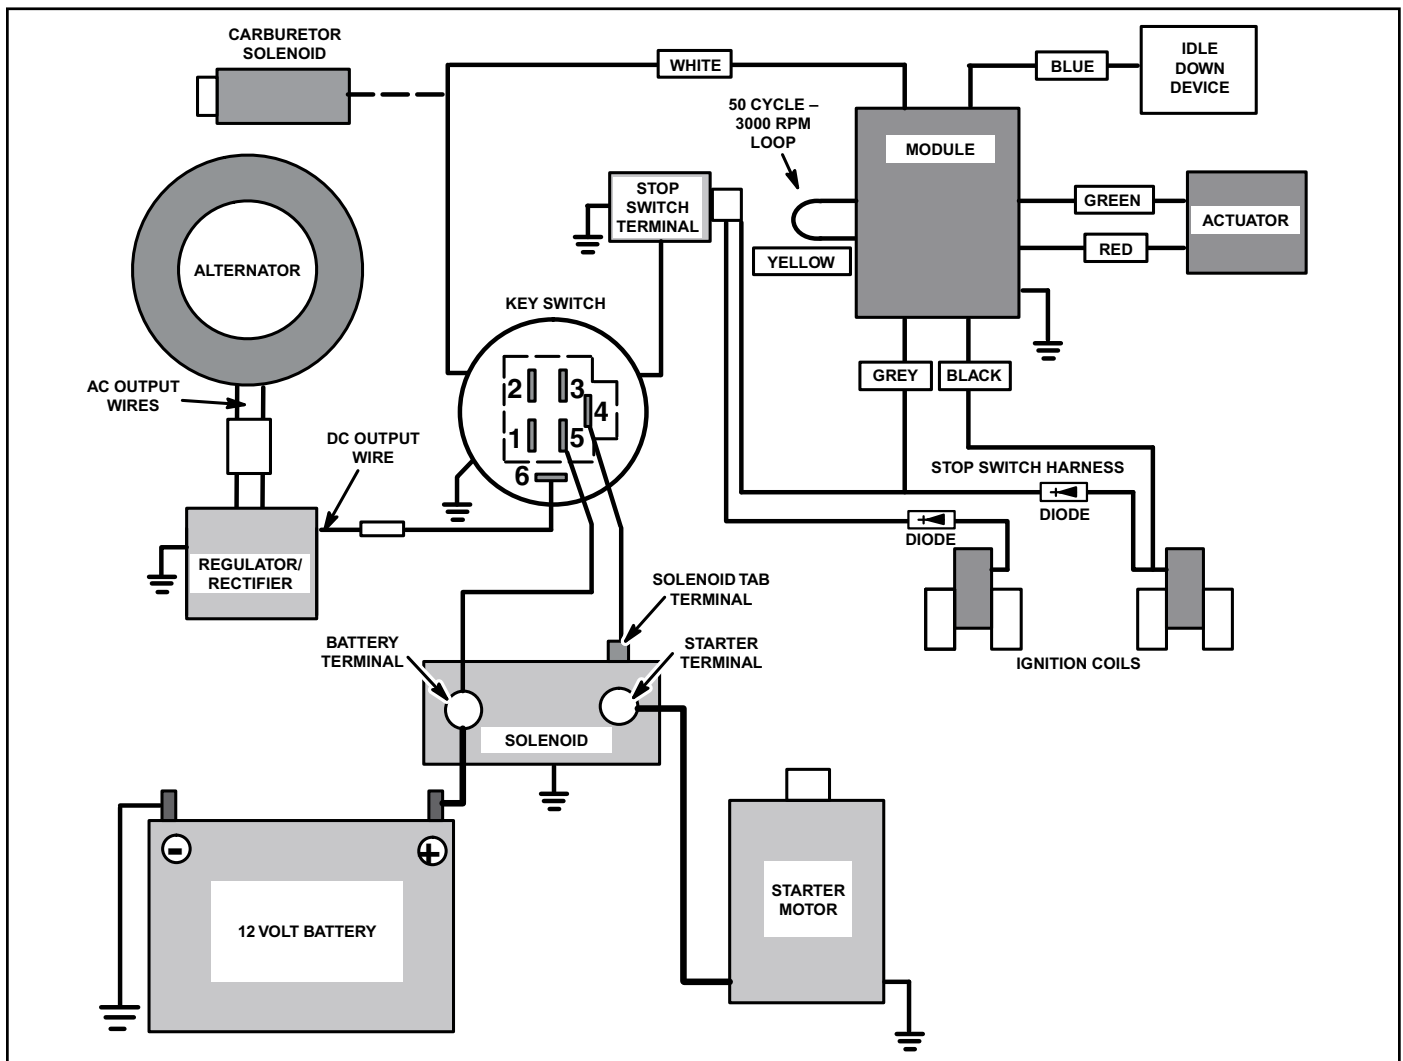 CARBURETOR
SOLENOID
WHITE
BLUE
IDLE
DOWN
DEVICE
50 CYCLE –
3000 RPM
LOOP
MODULE
STOP
SWITCH
TERMINAL
GREEN
ACTUATOR
RED
YELLOW
ALTERNATOR
KEY SWITCH
2
3
4
1
5
6
GREY
BLACK
AC OUTPUT
WIRES
DC OUTPUT
WIRE
STOP SWITCH HARNESS
DIODE
DIODE
REGULATOR/
RECTIFIER
SOLENOID TAB
TERMINAL
BATTERY
TERMINAL
STARTER
TERMINAL
IGNITION COILS
SOLENOID
-
+
12 VOLT BATTERY
STARTER
MOTOR